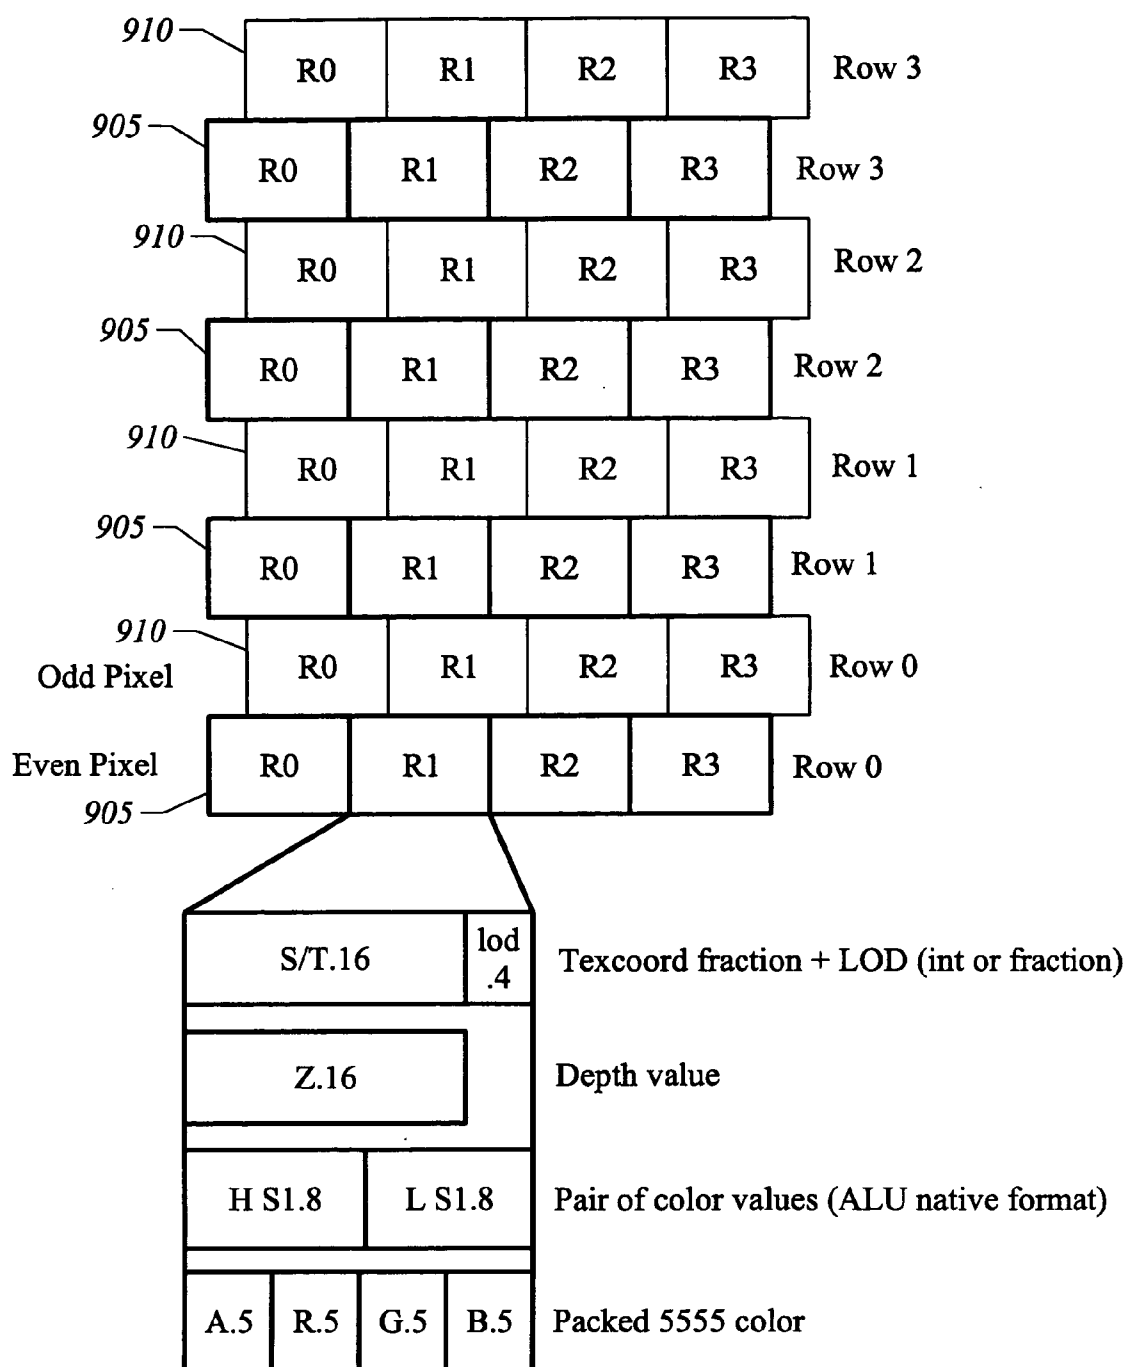 910 R0 R1 R2 R3 Row 3
905 R0 R1 R2 R3 Row 3
910 R0 R1 R2 R3 Row 2
905 R0 R1 R2 R3 Row 2
910 R0 R1 R2 R3 Row 1
905 R0 R1 R2 R3 Row 1
910
Odd Pixel R0 R1 R2 R3 Row 0
Even Pixel R0 R1 R2 R3 Row 0
905
S/T.16 lod .4 Texcoord fraction + LOD (int or fraction)
Z.16 Depth value
H S1.8 L S1.8 Pair of color values (ALU native format)
A.5 R.5 G.5 B.5 Packed 5555 color